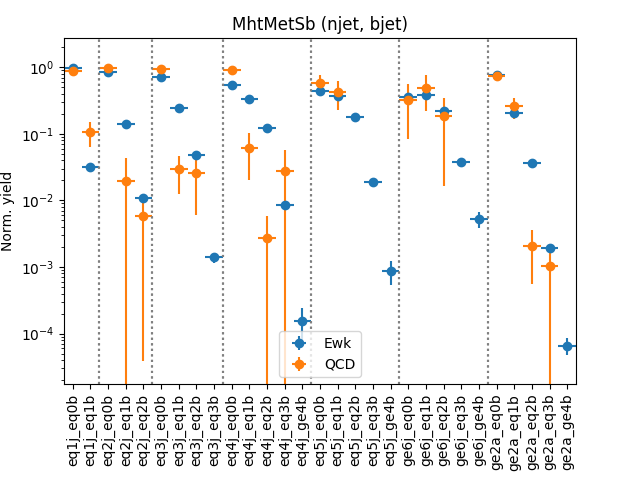 MhtMetSb (njet, bjet)
Norm. yield
10⁰
10⁻¹
10⁻²
10⁻³
10⁻⁴
Ewk
QCD
eq1j_eq0b
eq1j_eq1b
eq2j_eq0b
eq2j_eq1b
eq2j_eq2b
eq3j_eq0b
eq3j_eq1b
eq3j_eq2b
eq3j_eq3b
eq4j_eq0b
eq4j_eq1b
eq4j_eq2b
eq4j_eq3b
eq4j_ge4b
eq5j_eq0b
eq5j_eq1b
eq5j_eq2b
eq5j_eq3b
eq5j_ge4b
ge6j_eq0b
ge6j_eq1b
ge6j_eq2b
ge6j_eq3b
ge6j_ge4b
ge2a_eq0b
ge2a_eq1b
ge2a_eq2b
ge2a_eq3b
ge2a_ge4b